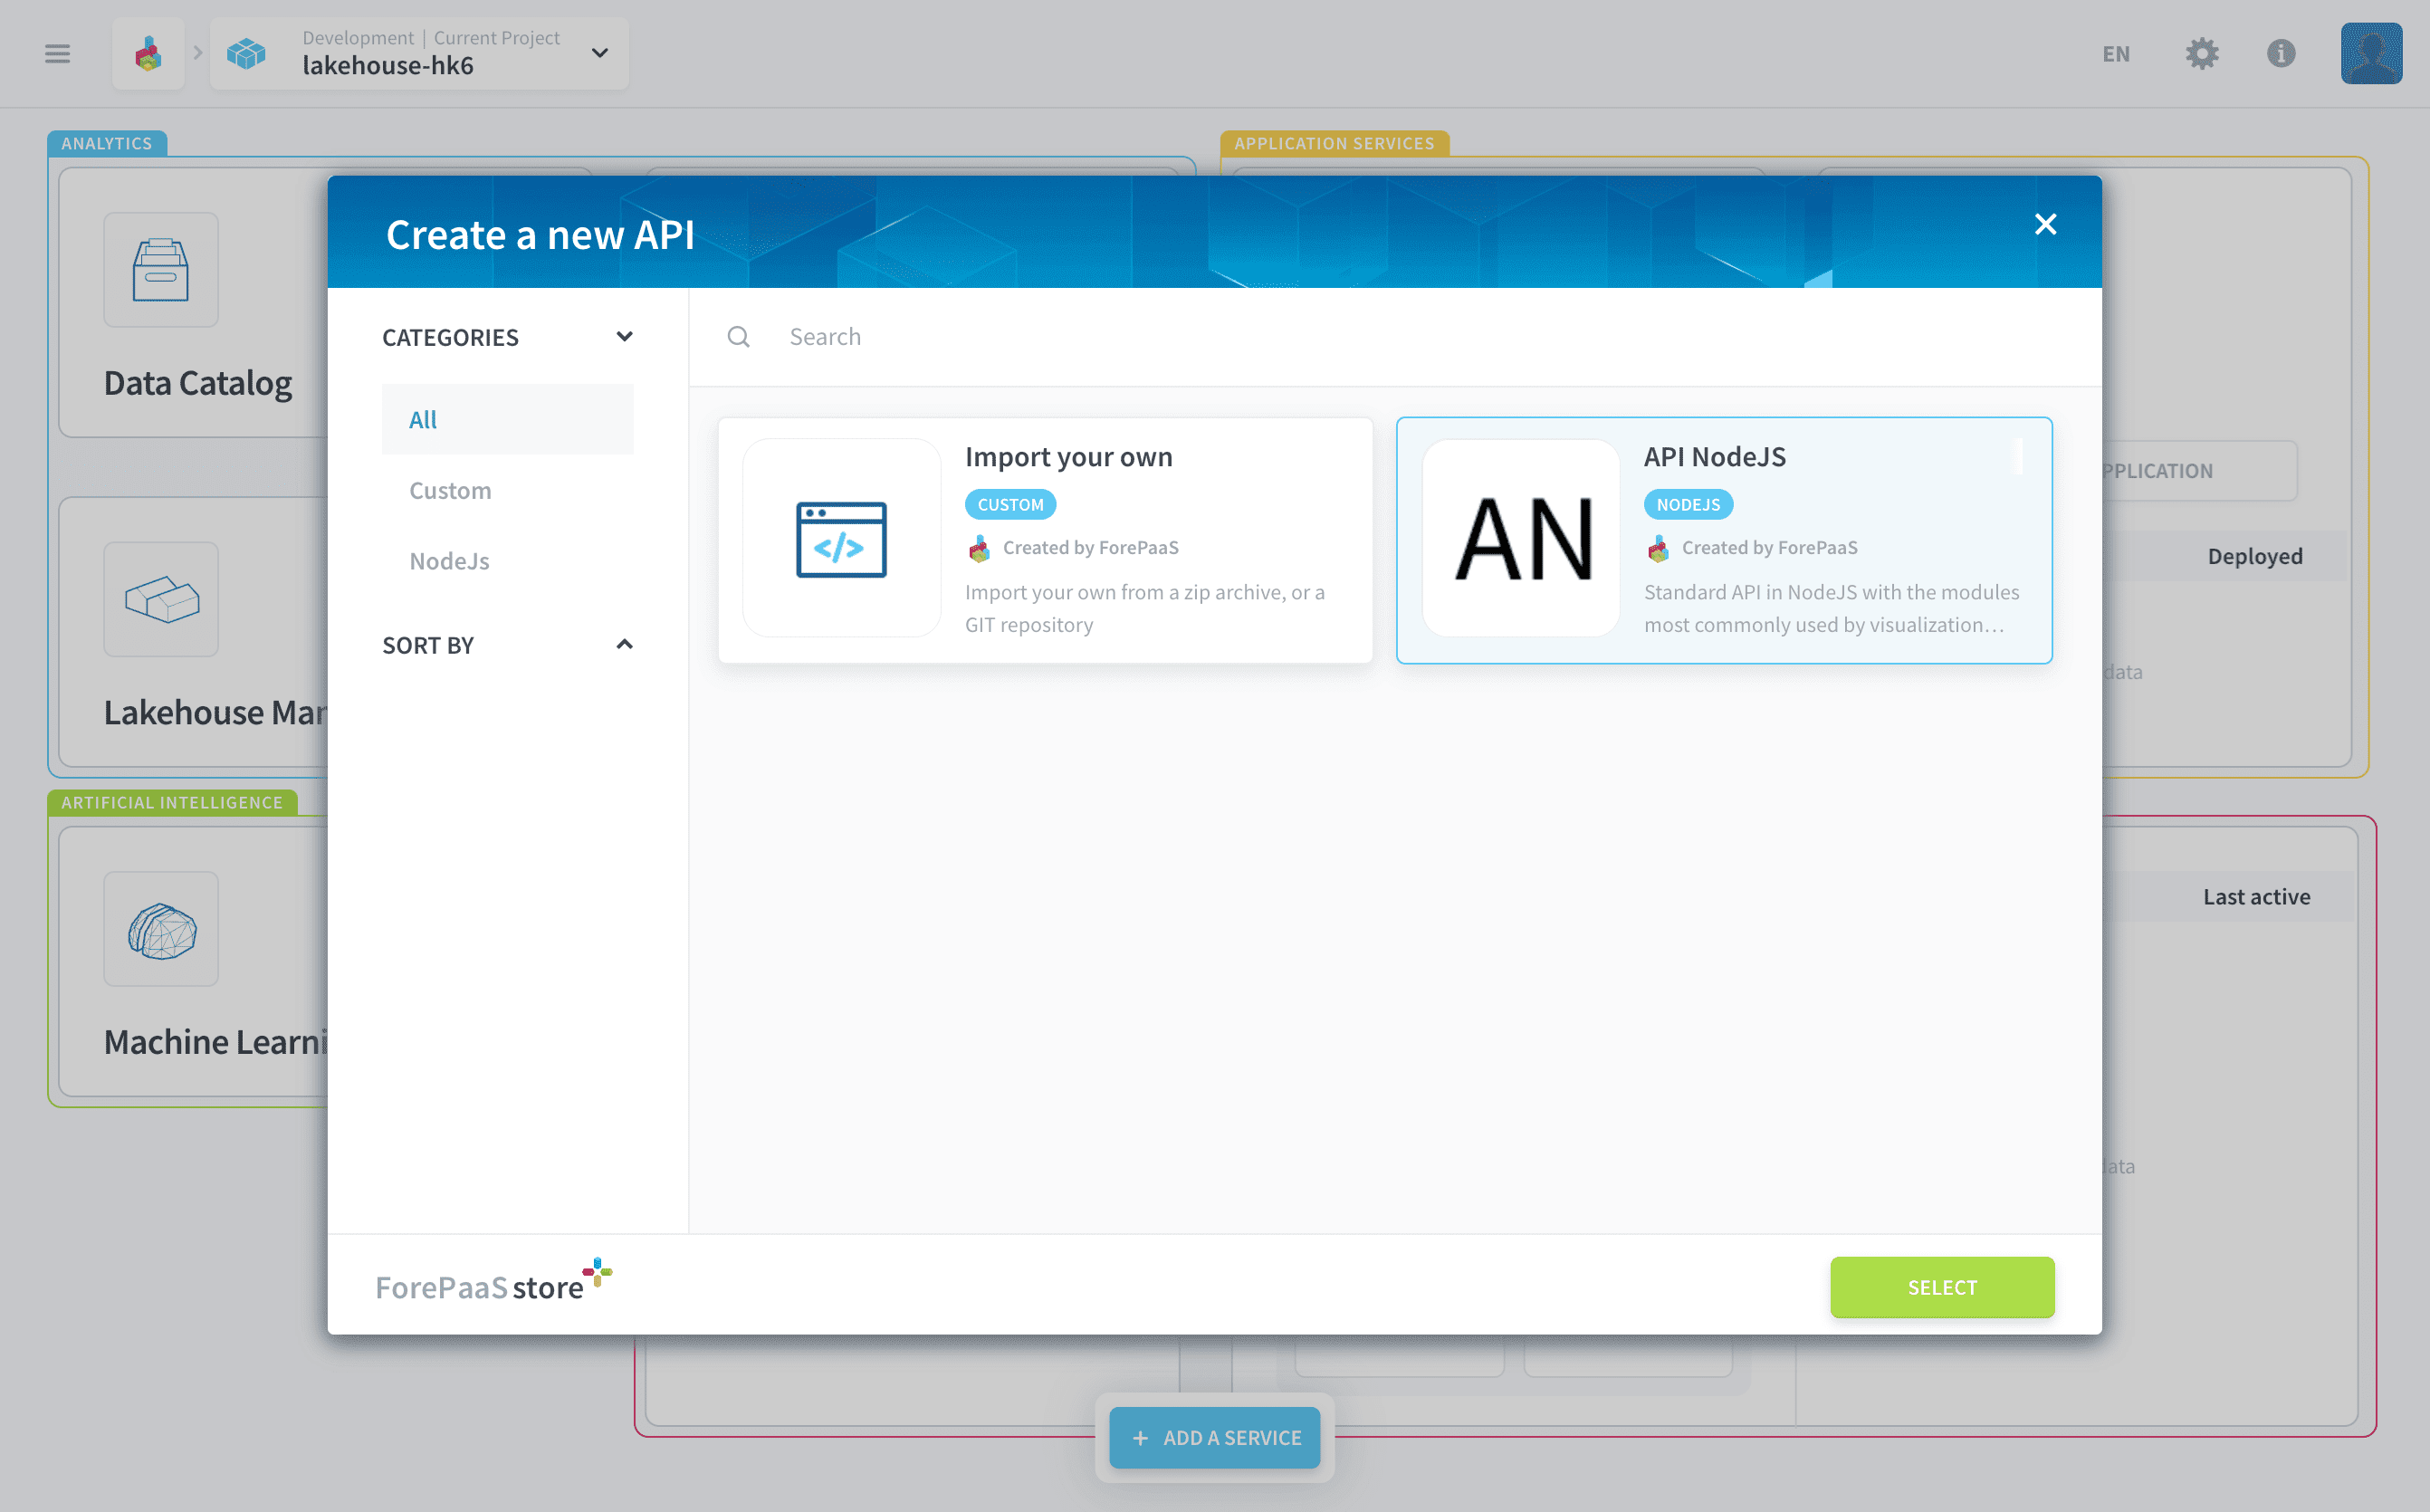 Development | Current Project
lakehouse-hk6
EN
ANALYTICS
APPLICATION SERVICES
Create a new API
Data Catalog
CATEGORIES
Search
All
Custom
NodeJs
SORT BY
Import your own
CUSTOM
Created by ForePaaS
Import your own from a zip archive, or a
GIT repository
AN
API NodeJS
NODEJS
Created by ForePaaS
Standard API in NodeJS with the modules
most commonly used by visualization…
PPLICATION
Deployed
data
Lakehouse Mar
ARTIFICIAL INTELLIGENCE
Machine Learni
Last active
data
ForePaaS store
SELECT
+ ADD A SERVICE